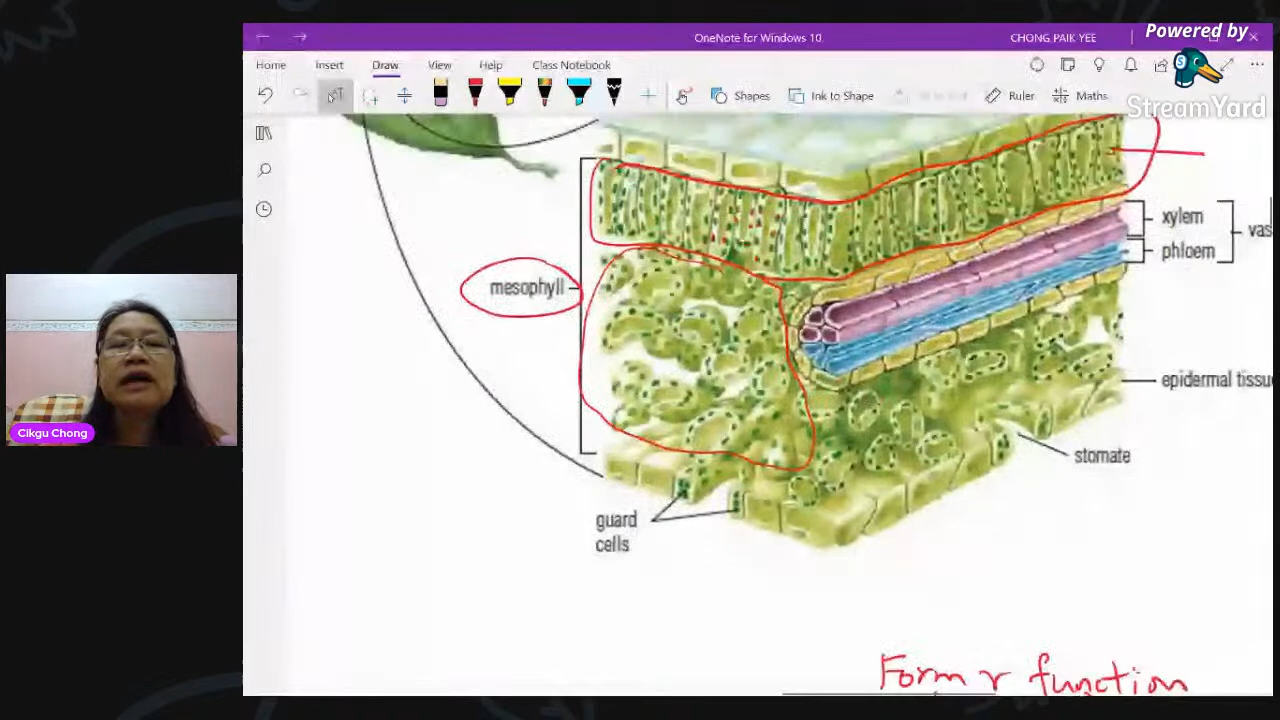 Powered by
StreamYard
OneNote for Windows 10
CHONG PAIK YEE
Home Insert Draw View Help Class Notebook
Shapes Ink to Shape Ruler Maths
xylem
phloem
vas
mesophyll
epidermal tissu
stomate
guard
cells
Cikgu Chong
Form r function